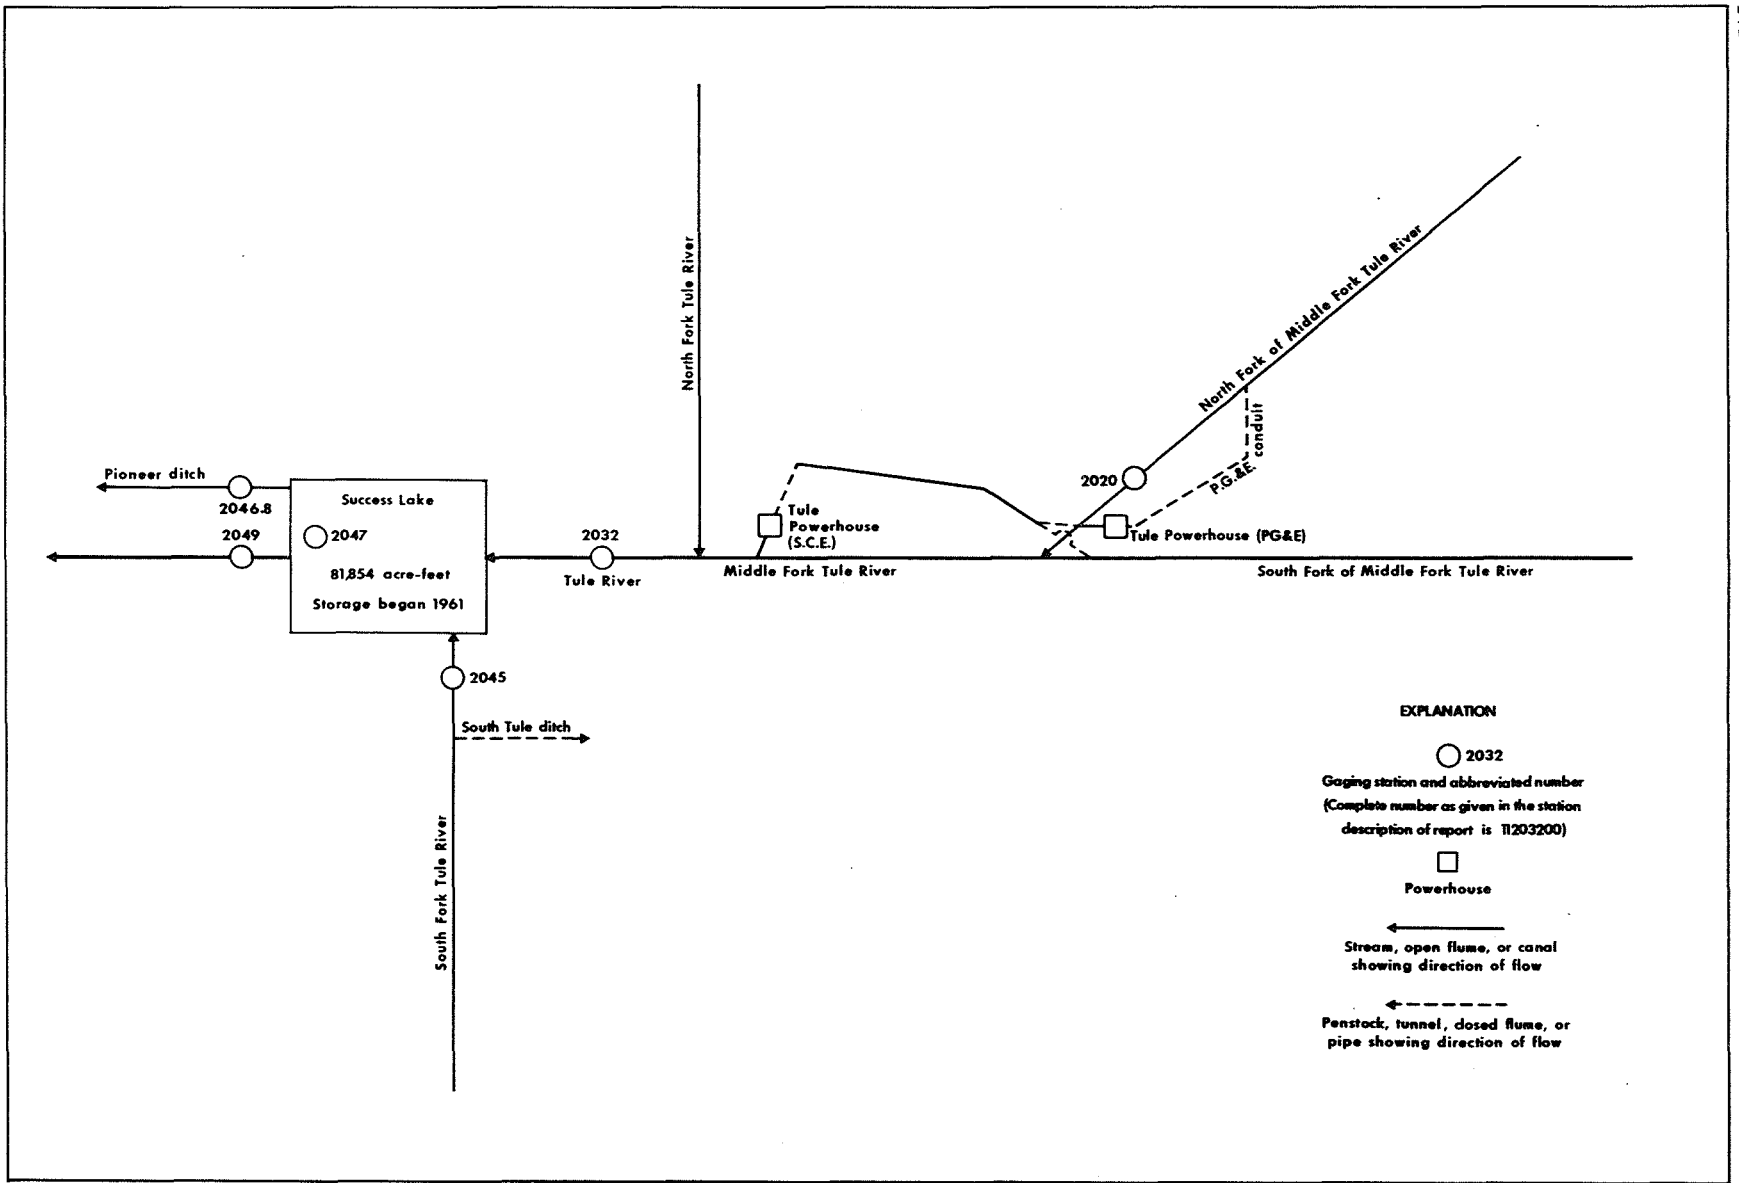 North Fork Tule River
North Fork of Middle Fork Tule River
conduit
P.G.&E.
2020
Pioneer ditch
2046.8
Success Lake
2047
81,854 acre-feet
Storage began 1961
2049
2032
Tule River
Tule
Powerhouse
(S.C.E.)
Tule Powerhouse (PG&E)
Middle Fork Tule River
South Fork of Middle Fork Tule River
2045
South Tule ditch
South Fork Tule River
EXPLANATION
2032
Gaging station and abbreviated number
(Complete number as given in the station
description of report is 11203200)
Powerhouse
Stream, open flume, or canal
showing direction of flow
Penstock, tunnel, closed flume, or
pipe showing direction of flow